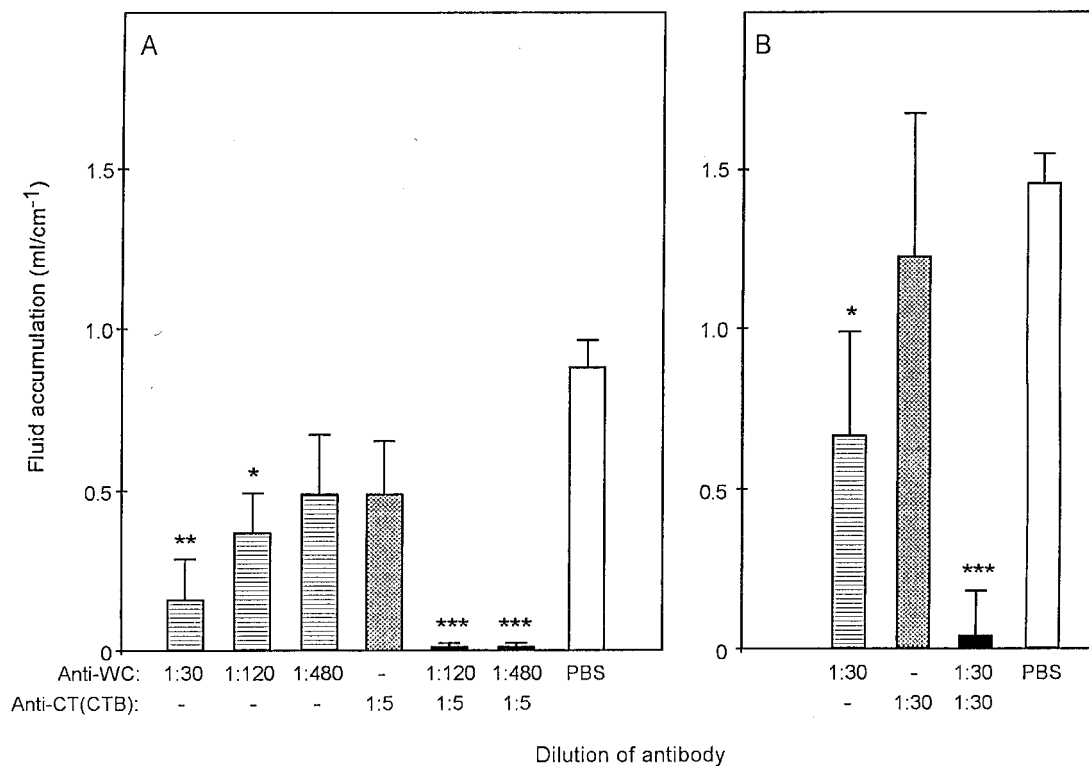 A
B
Fluid accumulation (ml/cm⁻¹)
1.5
1.0
0.5
0
1.5
1.0
0.5
0
** * *** ***
* ***
Anti-WC: 1:30 1:120 1:480 - 1:120 1:480 PBS
1:30 - 1:30 PBS
Anti-CT(CTB): - - - 1:5 1:5 1:5
- 1:30 1:30
Dilution of antibody